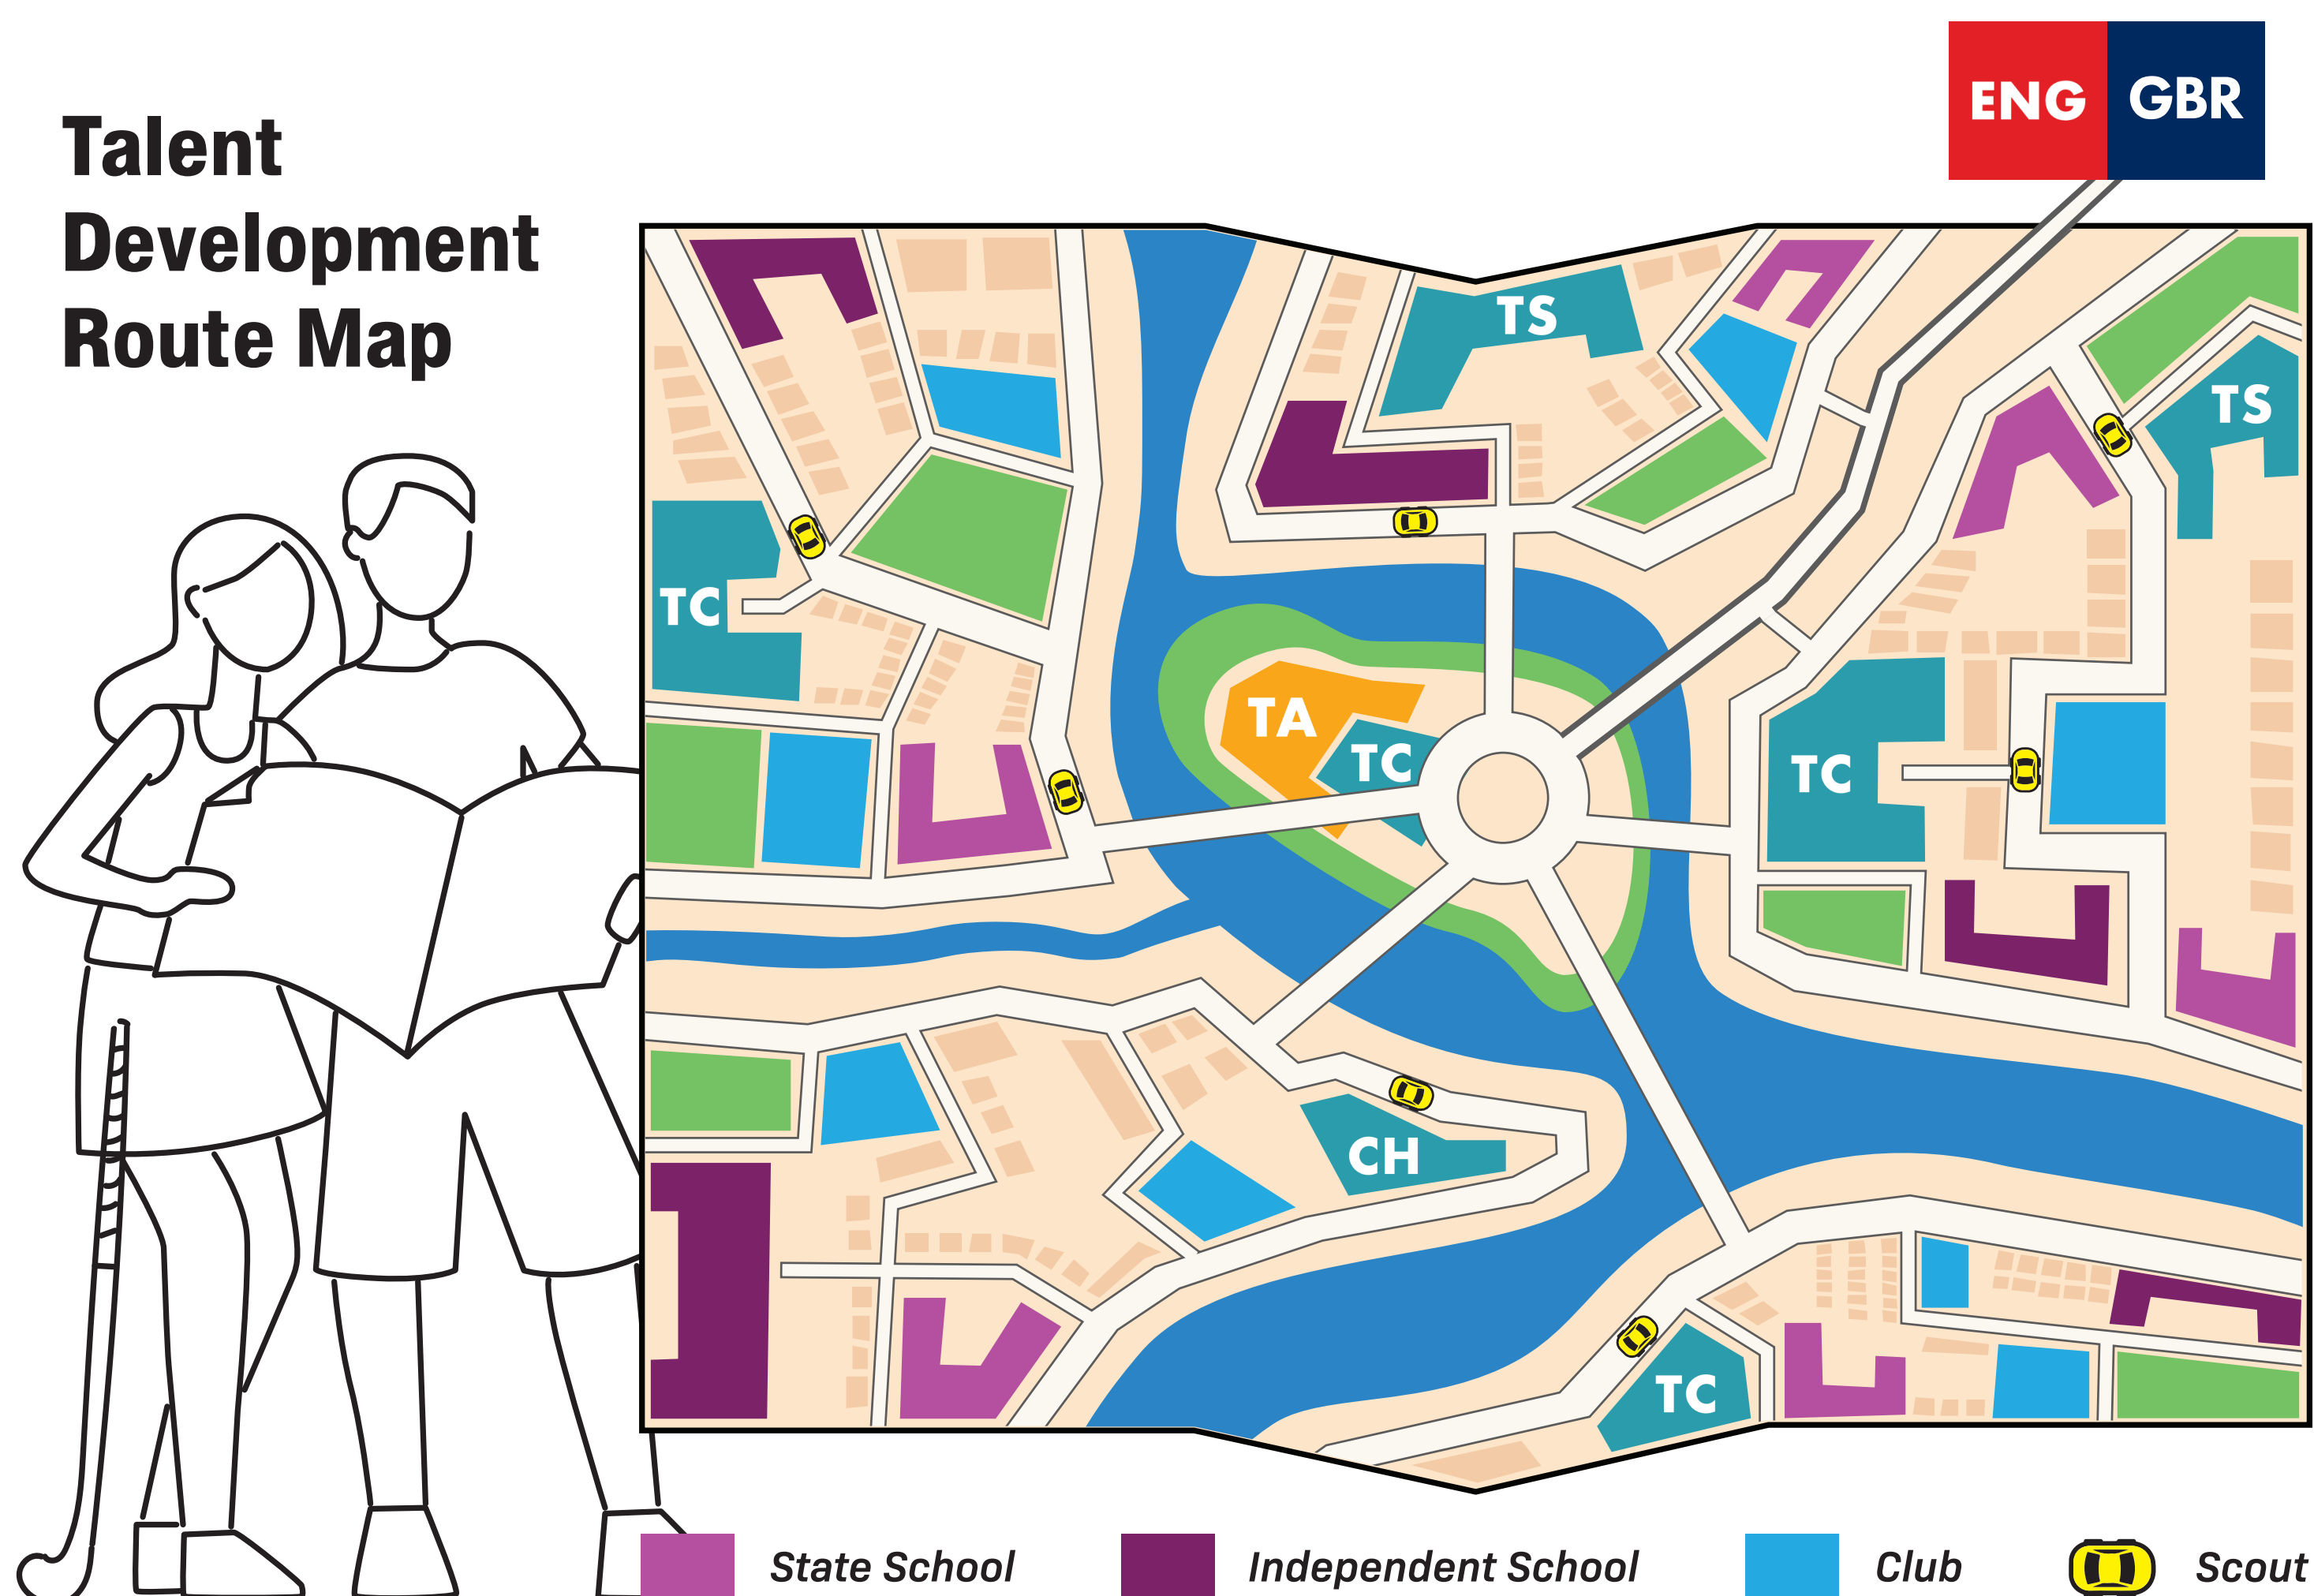 Talent
Development
Route Map
ENG GBR
TS
TS
TC
TA
TC
TC
CH
TC
State School
Independent School
Club
Scout